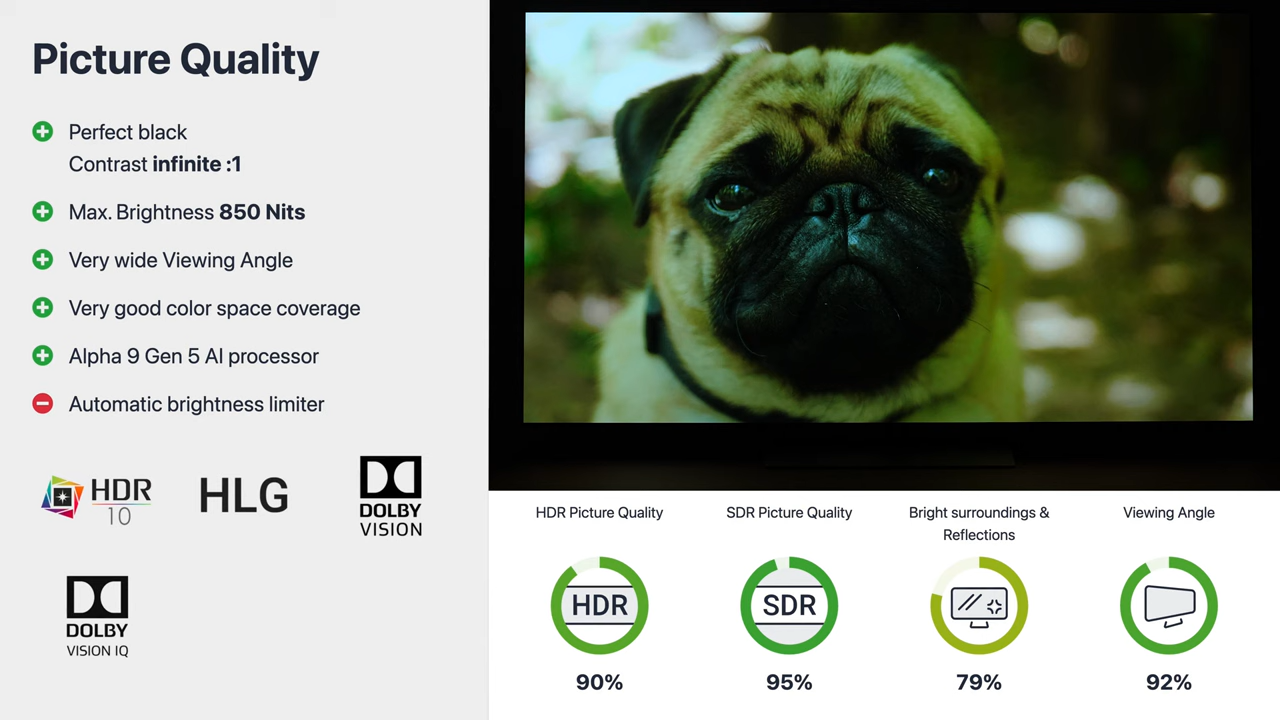 Picture Quality
Perfect black
Contrast infinite :1
Max. Brightness 850 Nits
Very wide Viewing Angle
Very good color space coverage
Alpha 9 Gen 5 AI processor
Automatic brightness limiter
HDR
10
HLG
DOLBY
VISION
DOLBY
VISION IQ
HDR Picture Quality
SDR Picture Quality
Bright surroundings &
Reflections
Viewing Angle
HDR
SDR
90%
95%
79%
92%